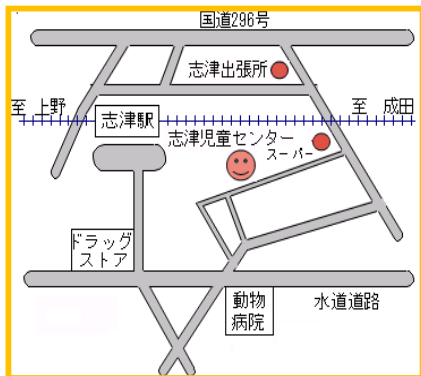 国道296号
志津出張所
至 上野
至 成田
志津駅
志津児童センター
スーパー
ドラッグ
ストア
動物
病院
水道道路